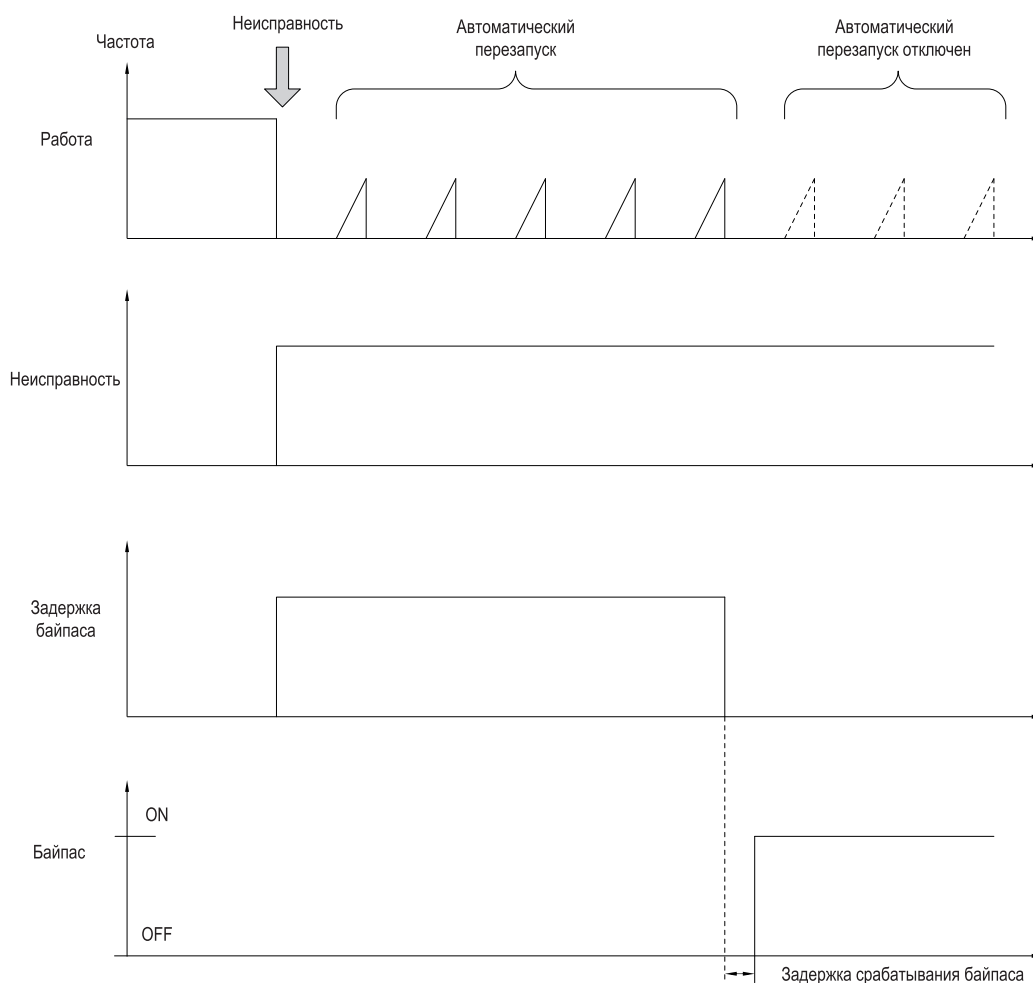 Частота
Неисправность
Автоматический
перезапуск
Автоматический
перезапуск отключен
Работа
Неисправность
Задержка
байпаса
ON
Байпас
OFF
Задержка срабатывания байпаса